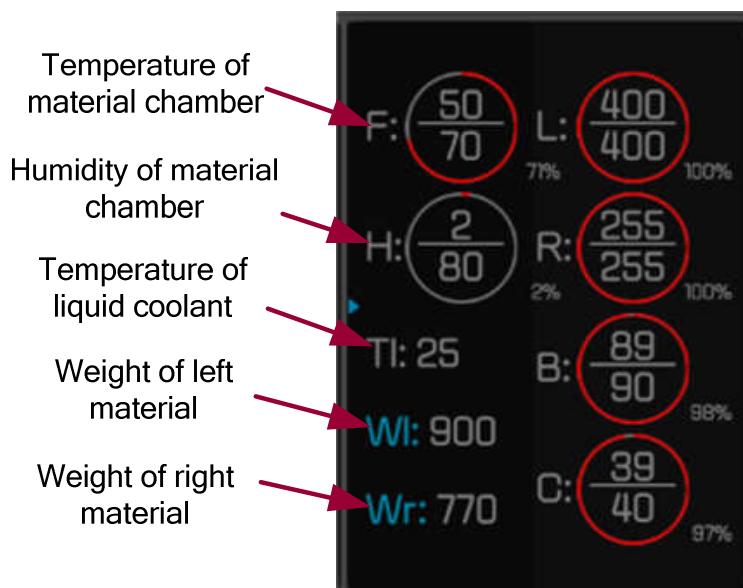 Temperature of
material chamber
Humidity of material
chamber
Temperature of
liquid coolant
Weight of left
material
Weight of right
material
F: 50
70
71%
L: 400
400
100%
H: 2
80
2%
R: 255
255
100%
Tl: 25
B: 89
90
98%
Wl: 900
C: 39
40
97%
Wr: 770